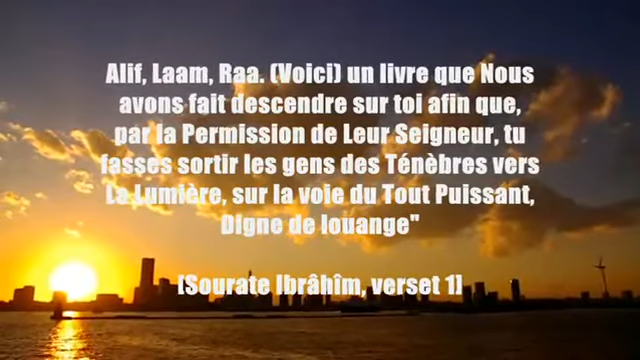 Alif, Laam, Raa. (Voici) un livre que Nous
avons fait descendre sur toi afin que,
par la Permission de Leur Seigneur, tu
fasses sortir les gens des Ténèbres vers
La Lumière, sur la voie du Tout Puissant,
Digne de louange"
[Sourate Ibrâhîm, verset 1]